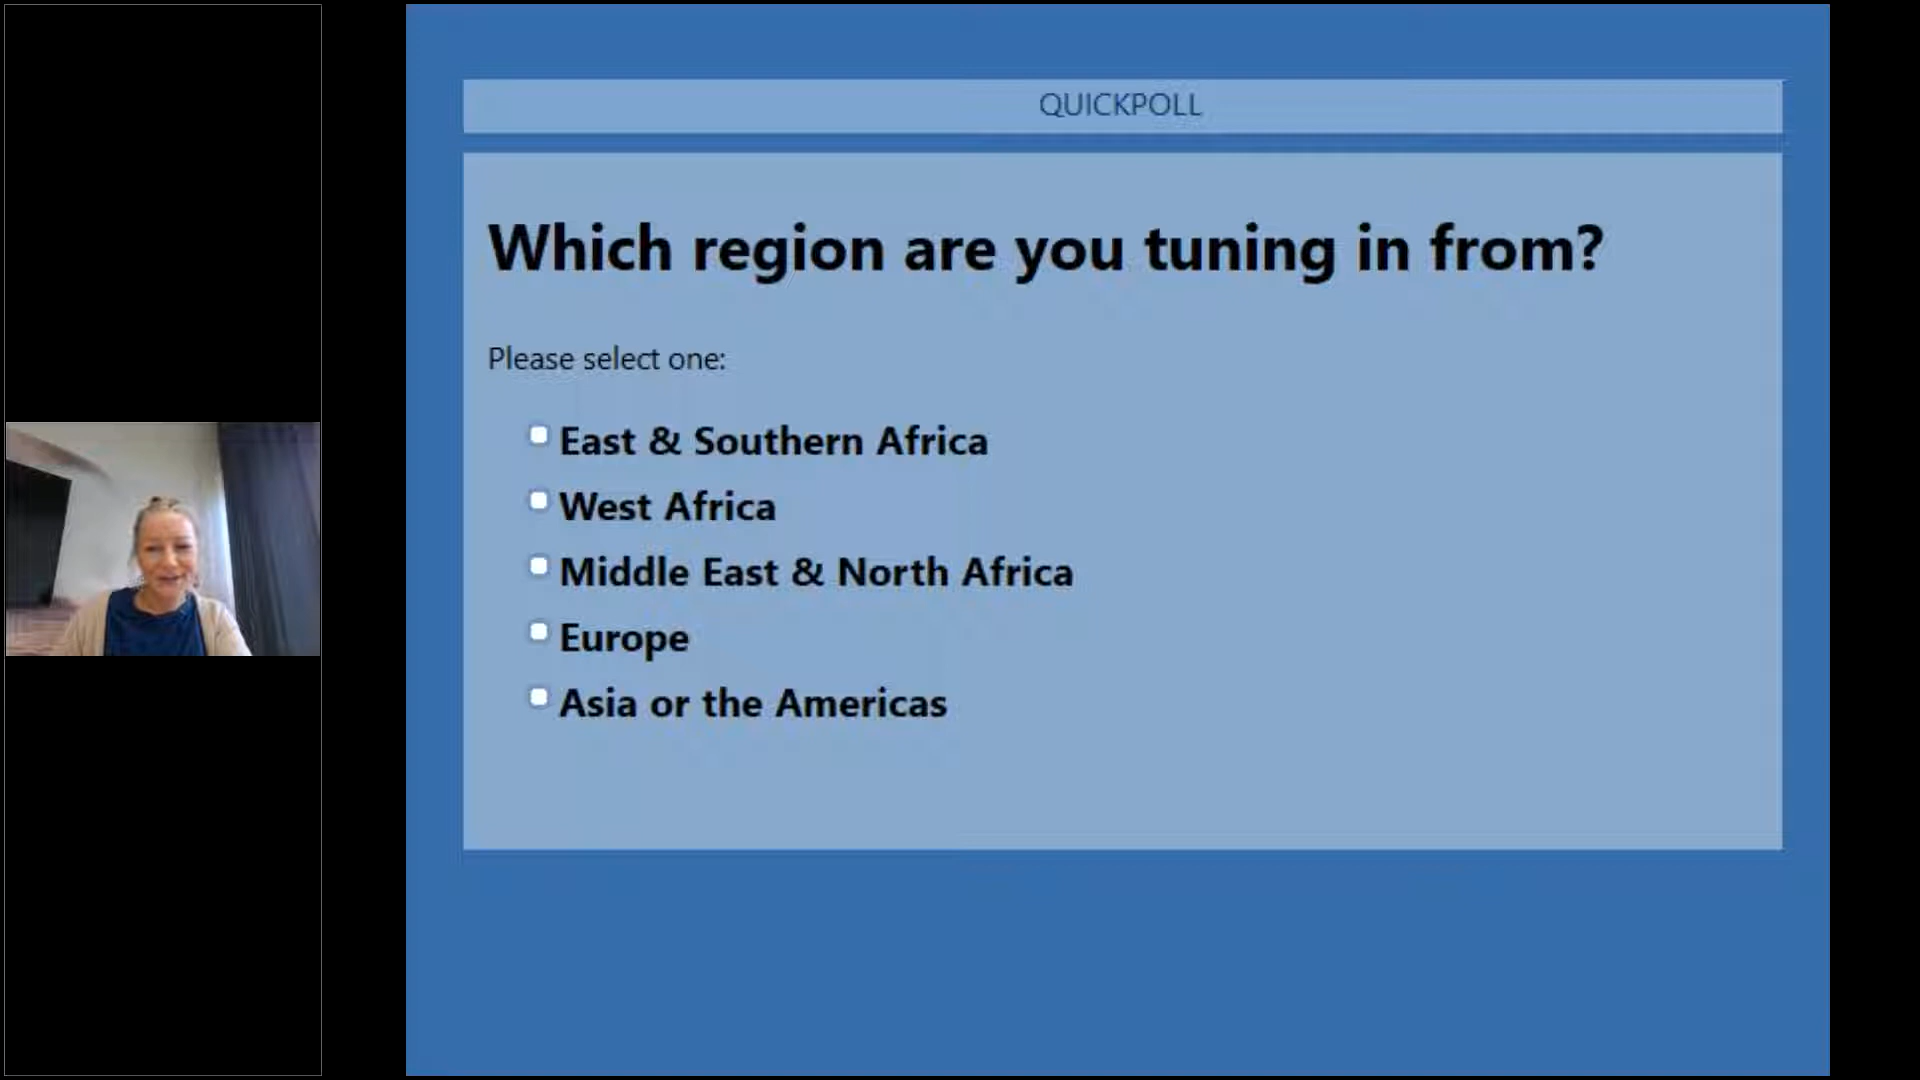 QUICKPOLL
Which region are you tuning in from?
Please select one:
East & Southern Africa
West Africa
Middle East & North Africa
Europe
Asia or the Americas